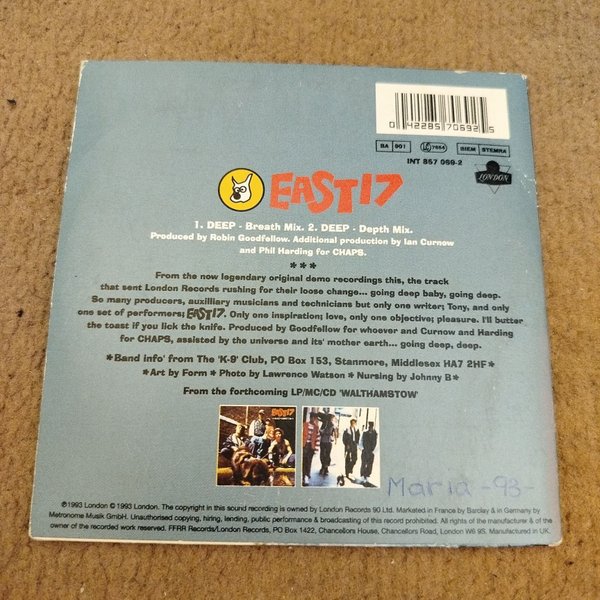 0 42285 70692 5
BA 901 LC 7654 BIEM STEMRA
INT 857 069-2
LONDON
EAST17
1. DEEP - Breath Mix. 2. DEEP - Depth Mix.
Produced by Robin Goodfellow. Additional production by Ian Curnow
and Phil Harding for CHAPS.
***
From the now legendary original demo recordings this, the track
that sent London Records rushing for their loose change... going deep baby, going deep.
So many producers, auxilliary musicians and technicians but only one writer; Tony, and only
one set of performers; EAST17. Only one inspiration; love, only one objective; pleasure. I'll butter
the toast if you lick the knife. Produced by Goodfellow for whoever and Curnow and Harding
for CHAPS, assisted by the universe and its' mother earth... going deep, deep.
*Band info' from The 'K-9' Club, PO Box 153, Stanmore, Middlesex HA7 2HF*
*Art by Form * Photo by Lawrence Watson * Nursing by Johnny B*
From the forthcoming LP/MC/CD 'WALTHAMSTOW'
EAST17
Maria -93-
℗1993 London © 1993 London. The copyright in this sound recording is owned by London Records 90 Ltd. Marketed in France by Barclay & in Germany by
Metronome Musik GmbH. Unauthorised copying, hiring, lending, public performance & broadcasting of this record prohibited. All rights of the manufacturer & of the
owner of the recorded work reserved. FFRR Records/London Records, PO BOX 1422, Chancellors House, Chancellors Road, London W6 9S. Manufactured in UK.